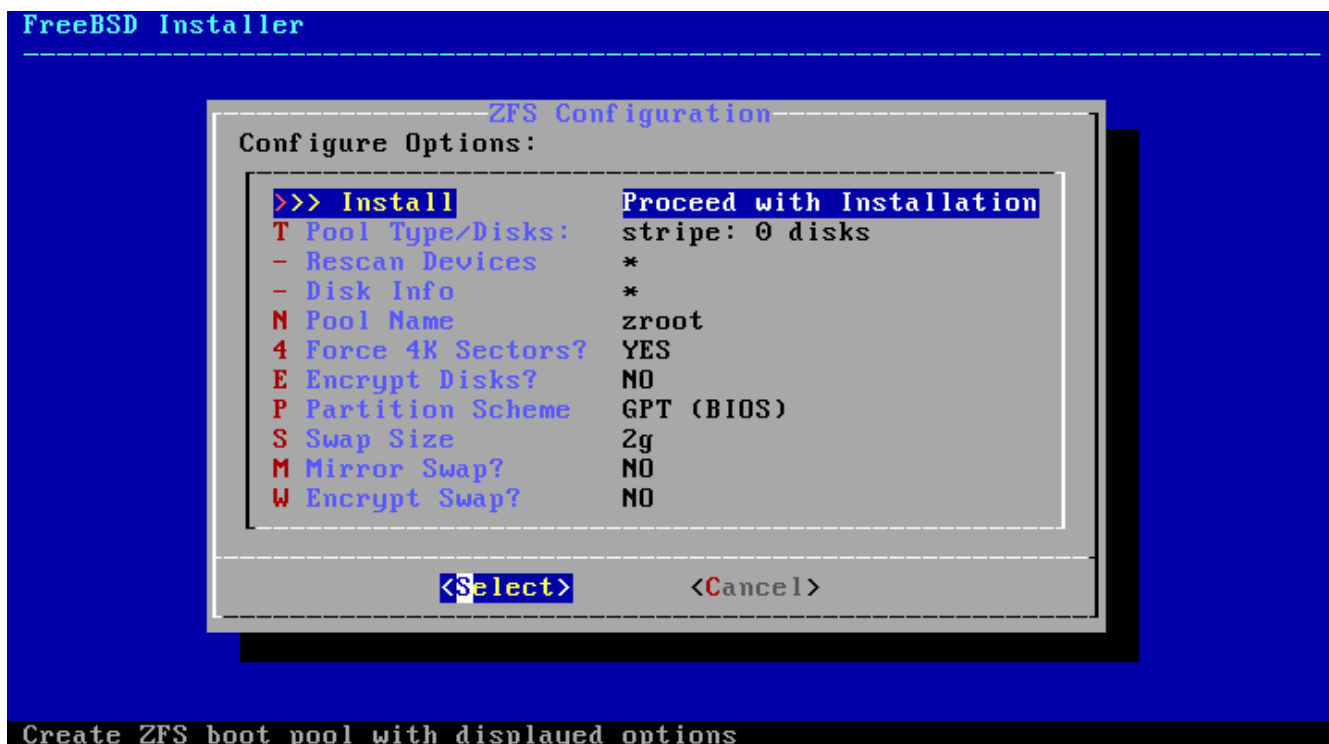 FreeBSD Installer
ZFS Configuration
Configure Options:
>>> Install Proceed with Installation
T Pool Type/Disks: stripe: 0 disks
- Rescan Devices *
- Disk Info *
N Pool Name zroot
4 Force 4K Sectors? YES
E Encrypt Disks? NO
P Partition Scheme GPT (BIOS)
S Swap Size 2g
M Mirror Swap? NO
W Encrypt Swap? NO
<Select> <Cancel>
Create ZFS boot pool with displayed options